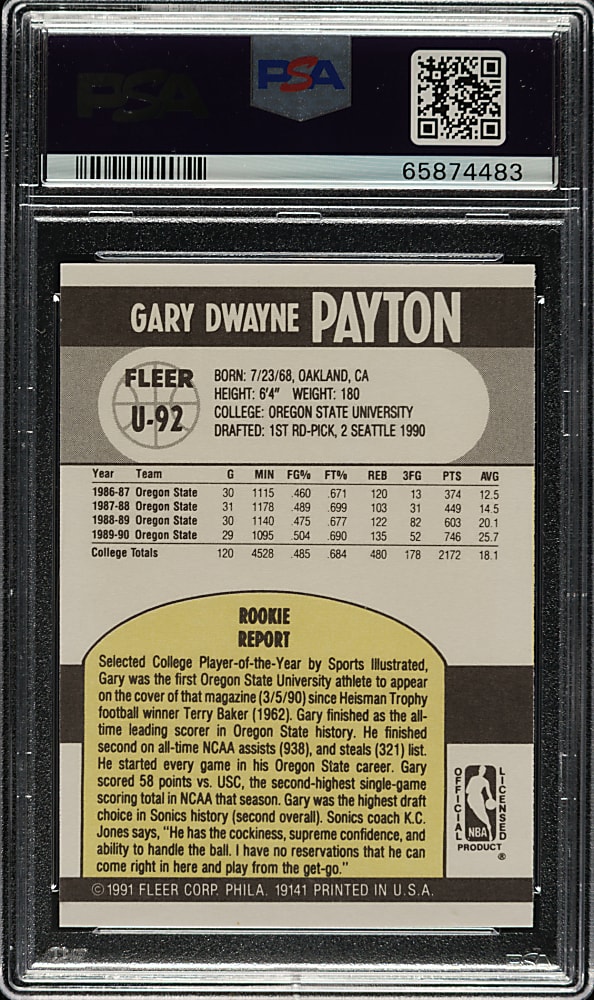 PSA
PSA
65874483
GARY DWAYNE PAYTON
FLEER
U-92
BORN: 7/23/68, OAKLAND, CA
HEIGHT: 6'4" WEIGHT: 180
COLLEGE: OREGON STATE UNIVERSITY
DRAFTED: 1ST RD-PICK, 2 SEATTLE 1990
Year Team G MIN FG% FT% REB 3FG PTS AVG
1986-87 Oregon State 30 1115 .460 .671 120 13 374 12.5
1987-88 Oregon State 31 1178 .489 .699 103 31 449 14.5
1988-89 Oregon State 30 1140 .475 .677 122 82 603 20.1
1989-90 Oregon State 29 1095 .504 .690 135 52 746 25.7
College Totals 120 4528 .485 .684 480 178 2172 18.1
ROOKIE
REPORT
Selected College Player-of-the-Year by Sports Illustrated,
Gary was the first Oregon State University athlete to appear
on the cover of that magazine (3/5/90) since Heisman Trophy
football winner Terry Baker (1962). Gary finished as the all-
time leading scorer in Oregon State history. He finished
second on all-time NCAA assists (938), and steals (321) list.
He started every game in his Oregon State career. Gary
scored 58 points vs. USC, the second-highest single-game
scoring total in NCAA that season. Gary was the highest draft
choice in Sonics history (second overall). Sonics coach K.C.
Jones says, "He has the cockiness, supreme confidence, and
ability to handle the ball. I have no reservations that he can
come right in here and play from the get-go."
OFFICIAL
LICENSED
NBA
PRODUCT
®
© 1991 FLEER CORP. PHILA. 19141 PRINTED IN U.S.A.
PSA